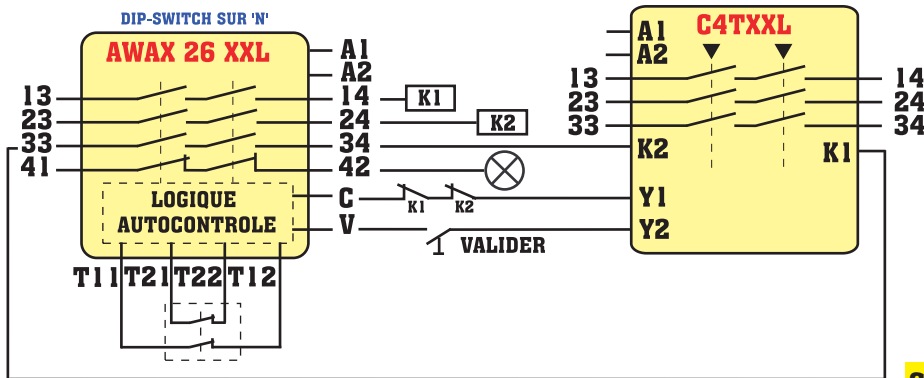 DIP-SWITCH SUR 'N'
AWAX 26 XXL
C4TXXL
A1
A2
13
23
33
41
14
24
34
42
C
V
K1
K2
K1
K2
VALIDER
LOGIQUE
AUTOCONTROLE
T11 T21 T22 T12
A1
A2
13
23
33
14
24
34
K2
K1
Y1
Y2